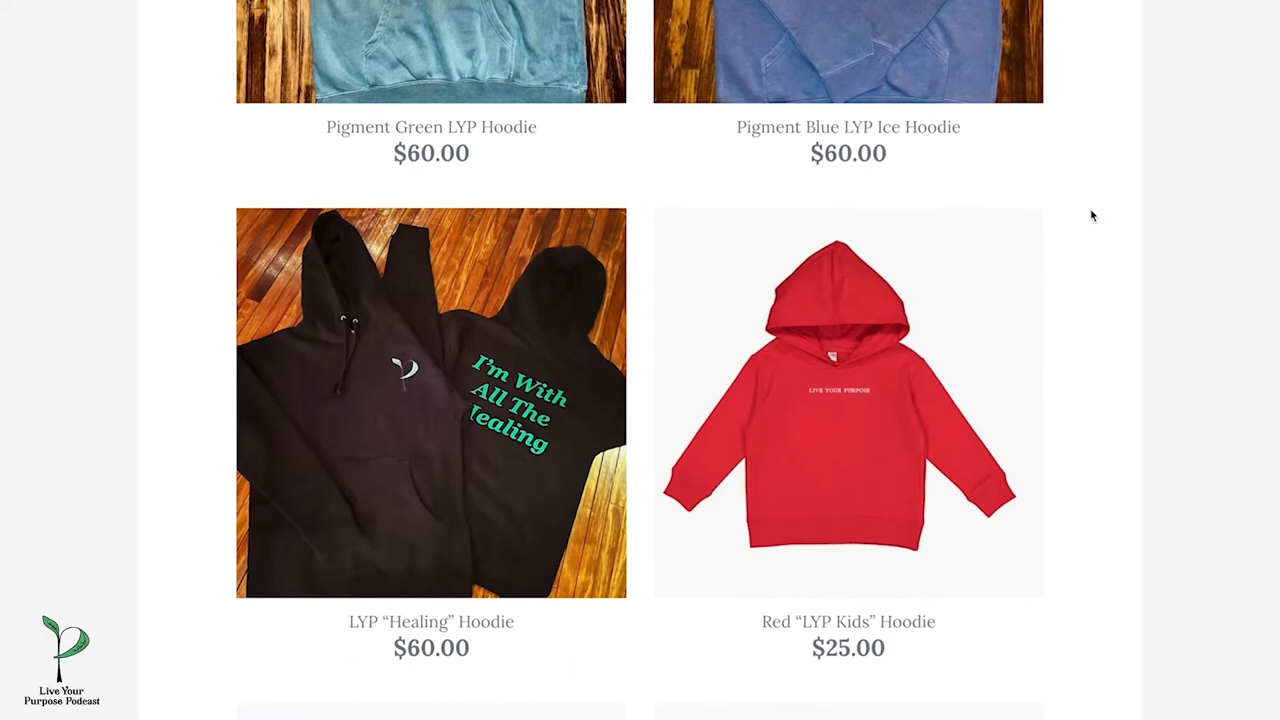 Pigment Green LYP Hoodie
$60.00
Pigment Blue LYP Ice Hoodie
$60.00
I'm With
All The
Healing
LIVE YOUR PURPOSE
LYP “Healing” Hoodie
$60.00
Red “LYP Kids” Hoodie
$25.00
Live Your
Purpose Podcast